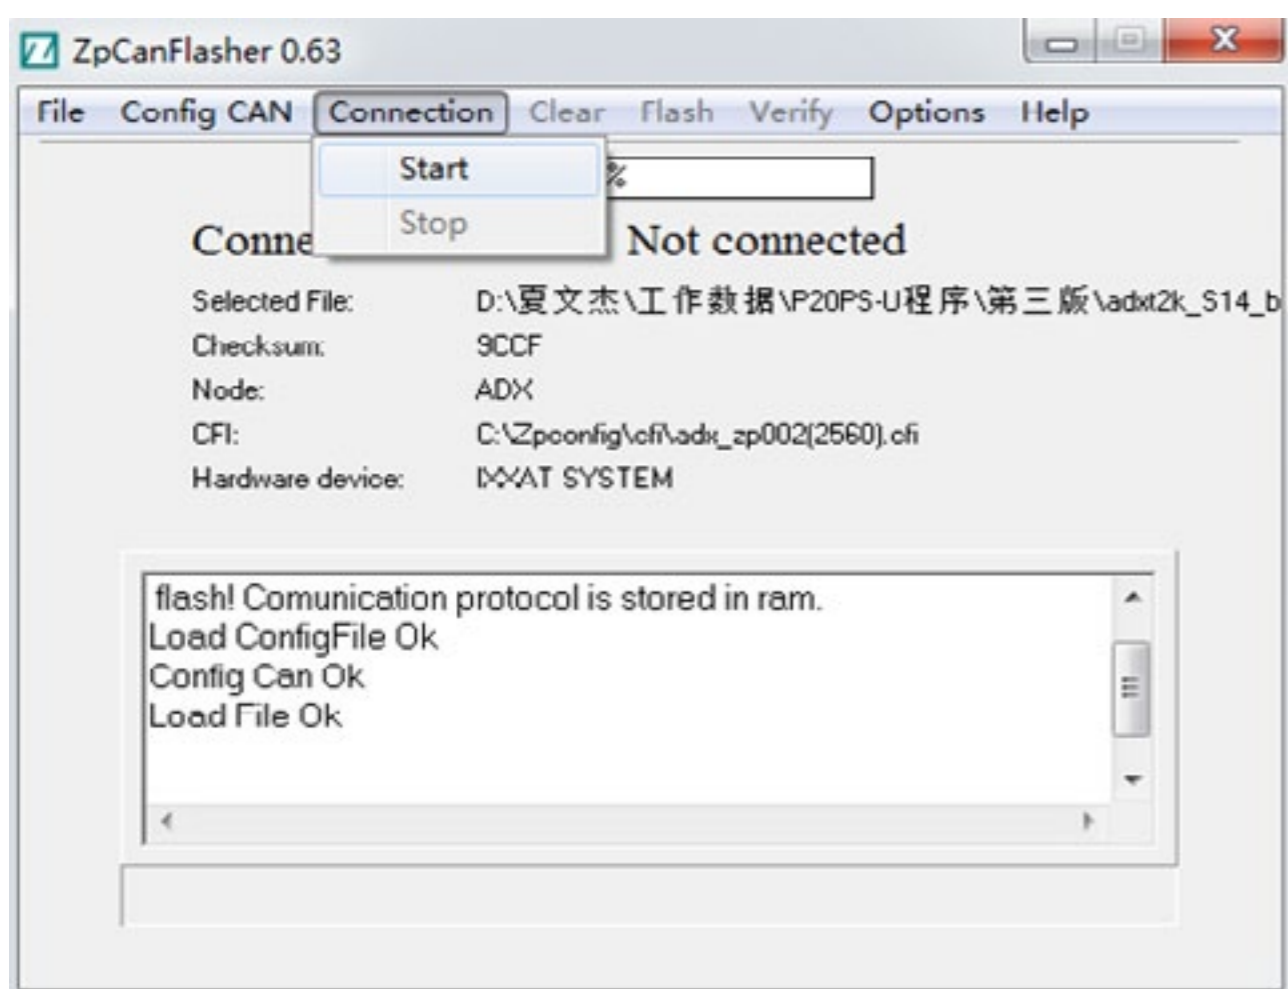 ZpCanFlasher 0.63
File Config CAN Connection Clear Flash Verify Options Help
Start
%
Stop
Conne Not connected
Selected File: D:\夏文杰\工作数据\P20PS-U程序\第三版\adxt2k_S14_b
Checksum: 9CCF
Node: ADX
CFI: C:\Zpconfig\cfi\adx_zp002(2560).cfi
Hardware device: IXXAT SYSTEM
flash! Comunication protocol is stored in ram.
Load ConfigFile Ok
Config Can Ok
Load File Ok